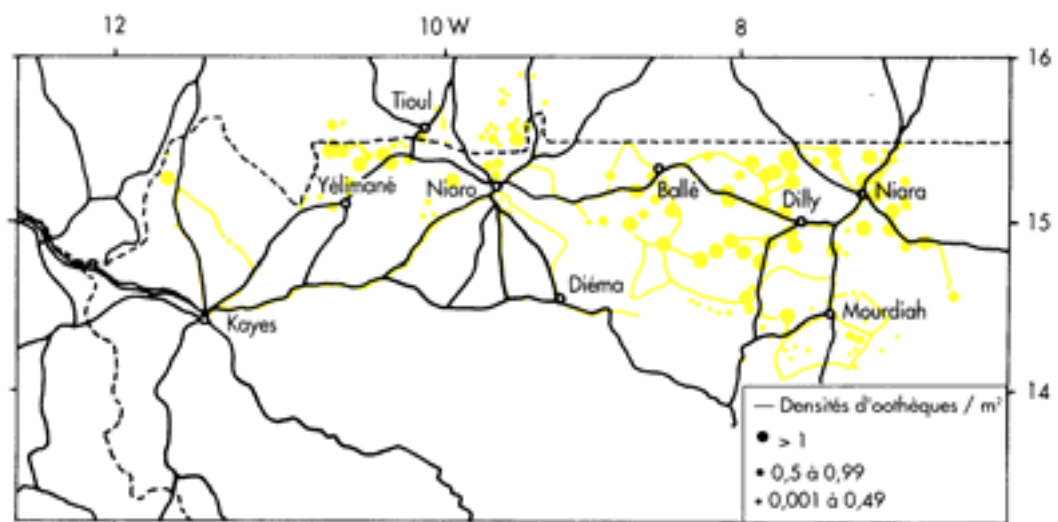 12
10 W
8
16
Tioul
Yélimané
Nioro
Ballé
Dilly
Niara
15
Diéma
Kayes
Mourdiah
14
— Densités d'oothèques / m²
> 1
0,5 à 0,99
0,001 à 0,49